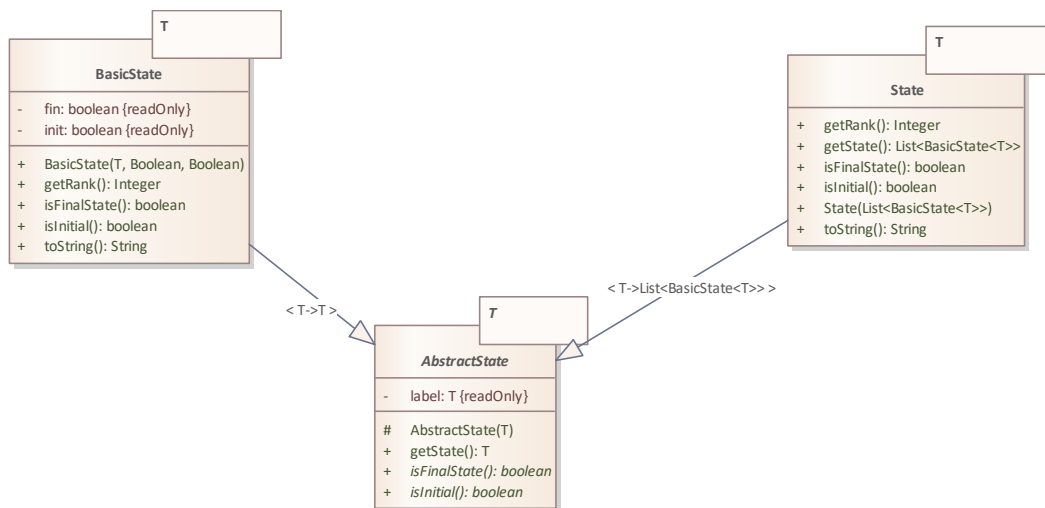 T
BasicState
- fin: boolean {readOnly}
- init: boolean {readOnly}
+ BasicState(T, Boolean, Boolean)
+ getRank(): Integer
+ isFinalState(): boolean
+ isInitial(): boolean
+ toString(): String
T
State
+ getRank(): Integer
+ getState(): List<BasicState<T>>
+ isFinalState(): boolean
+ isInitial(): boolean
+ State(List<BasicState<T>>)
+ toString(): String
< T->T >
< T->List<BasicState<T>> >
T
AbstractState
- label: T {readOnly}
# AbstractState(T)
+ getState(): T
+ isFinalState(): boolean
+ isInitial(): boolean